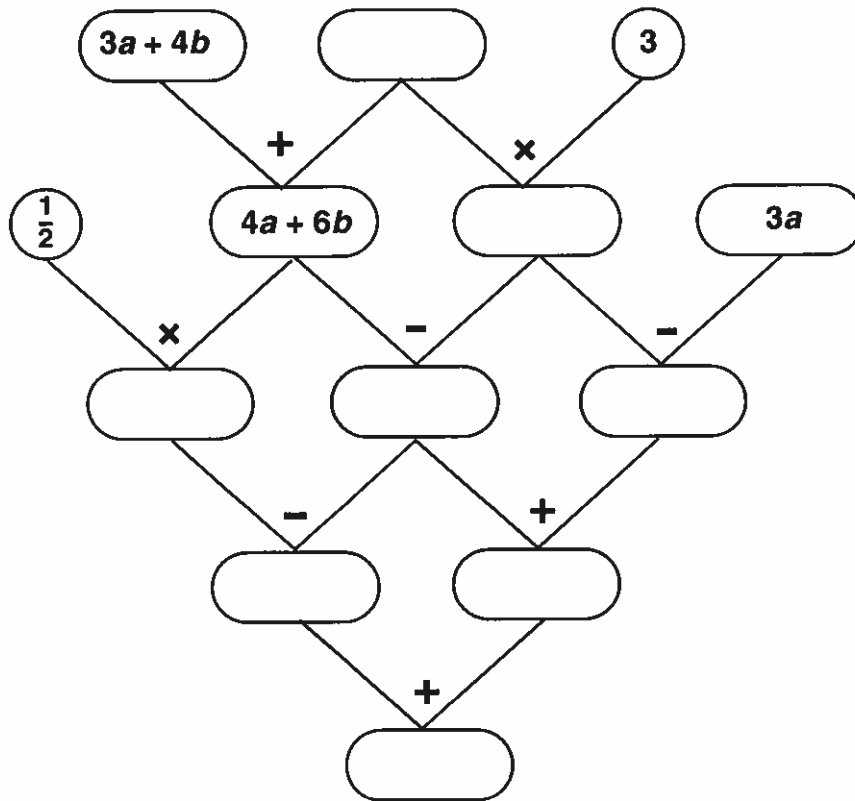 3a + 4b 3
+ ×
1/2 4a + 6b 3a
× − −
− +
+